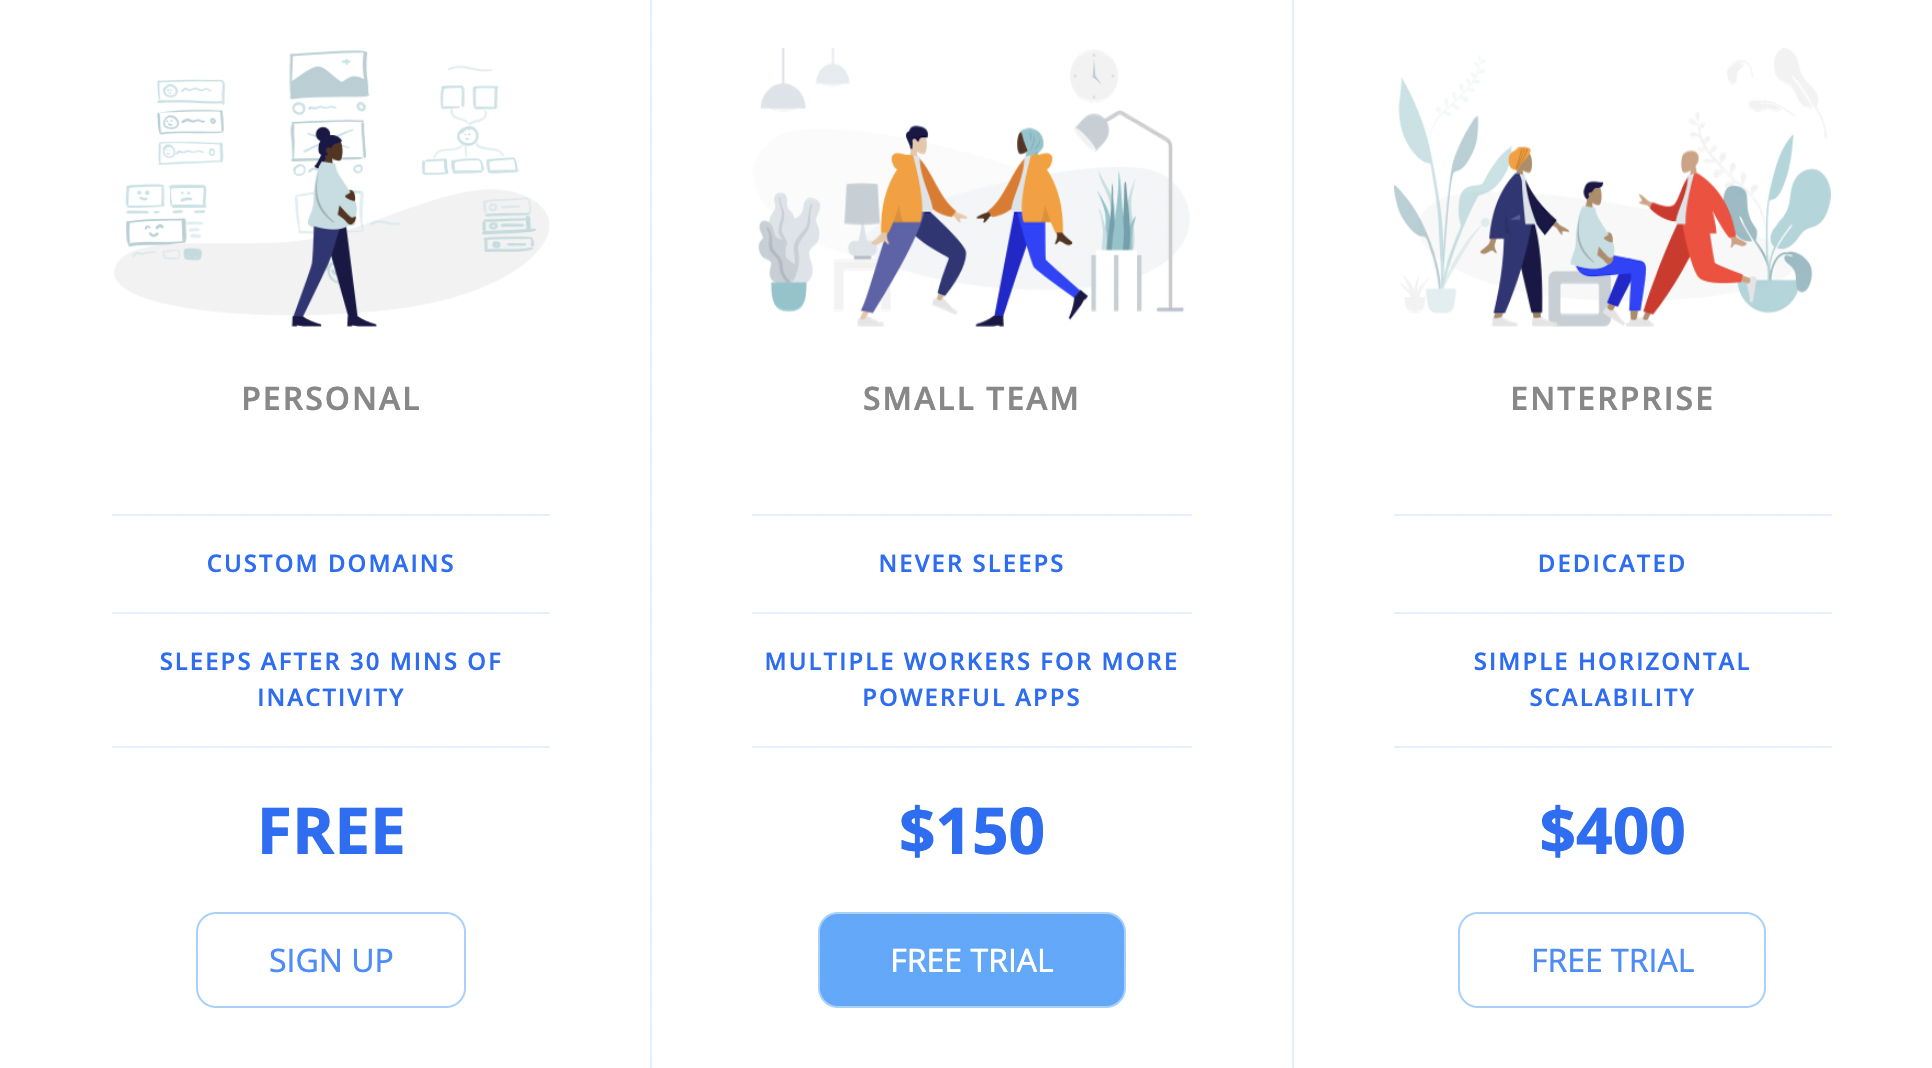 PERSONAL
CUSTOM DOMAINS
SLEEPS AFTER 30 MINS OF
INACTIVITY
FREE
SIGN UP
SMALL TEAM
NEVER SLEEPS
MULTIPLE WORKERS FOR MORE
POWERFUL APPS
$150
FREE TRIAL
ENTERPRISE
DEDICATED
SIMPLE HORIZONTAL
SCALABILITY
$400
FREE TRIAL